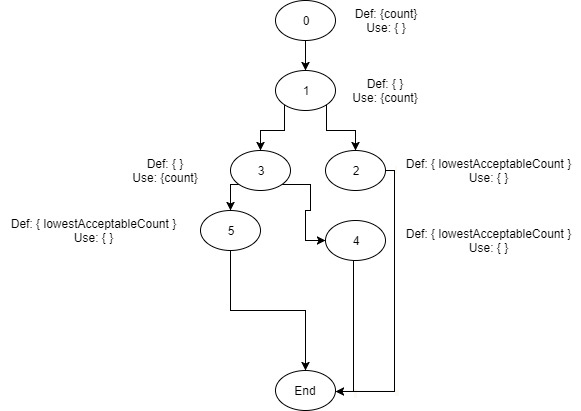 0
Def: {count}
Use: { }
1
Def: { }
Use: {count}
3
Def: { }
Use: {count}
2
Def: { lowestAcceptableCount }
Use: { }
5
Def: { lowestAcceptableCount }
Use: { }
4
Def: { lowestAcceptableCount }
Use: { }
End